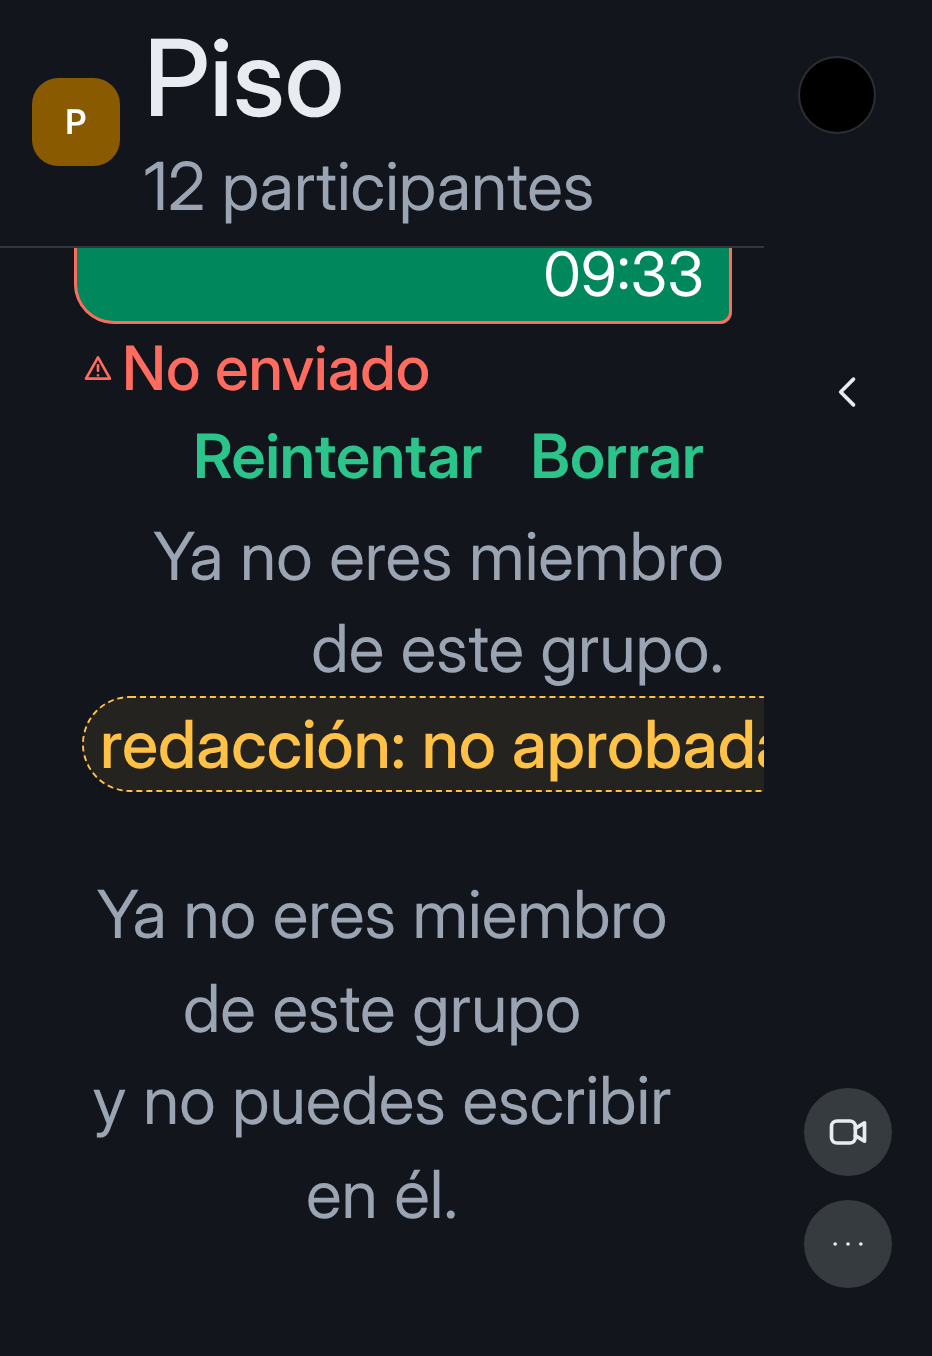 P
Piso
12 participantes
09:33
No enviado
Reintentar Borrar
Ya no eres miembro
de este grupo.
redacción: no aprobada
Ya no eres miembro
de este grupo
y no puedes escribir
en él.